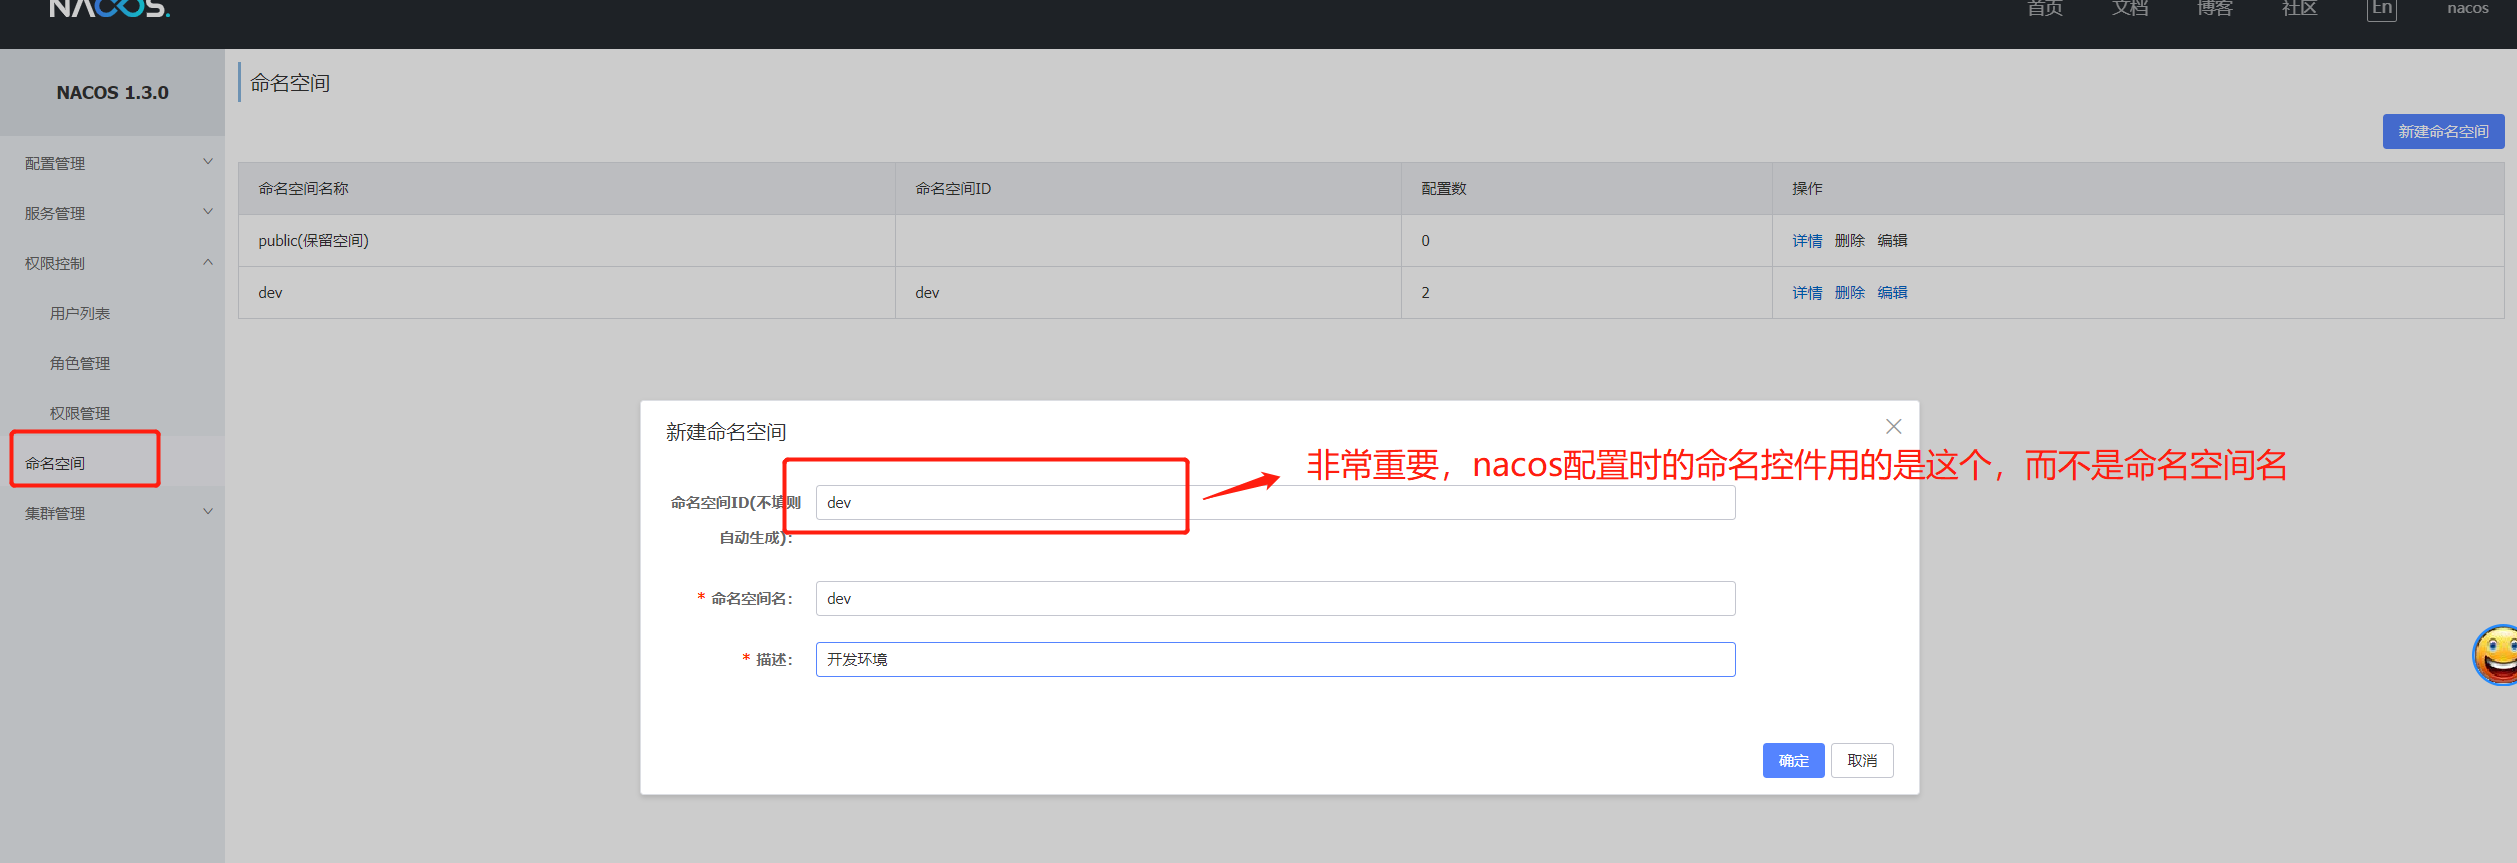 NACOS.
首页 文档 博客 社区 En nacos
NACOS 1.3.0
配置管理
服务管理
权限控制
用户列表
角色管理
权限管理
命名空间
集群管理
命名空间
新建命名空间
命名空间名称 命名空间ID 配置数 操作
public(保留空间) 0 详情 删除 编辑
dev dev 2 详情 删除 编辑
新建命名空间
非常重要，nacos配置时的命名控件用的是这个，而不是命名空间名
命名空间ID(不填则 dev
自动生成):
* 命名空间名: dev
* 描述: 开发环境
确定 取消